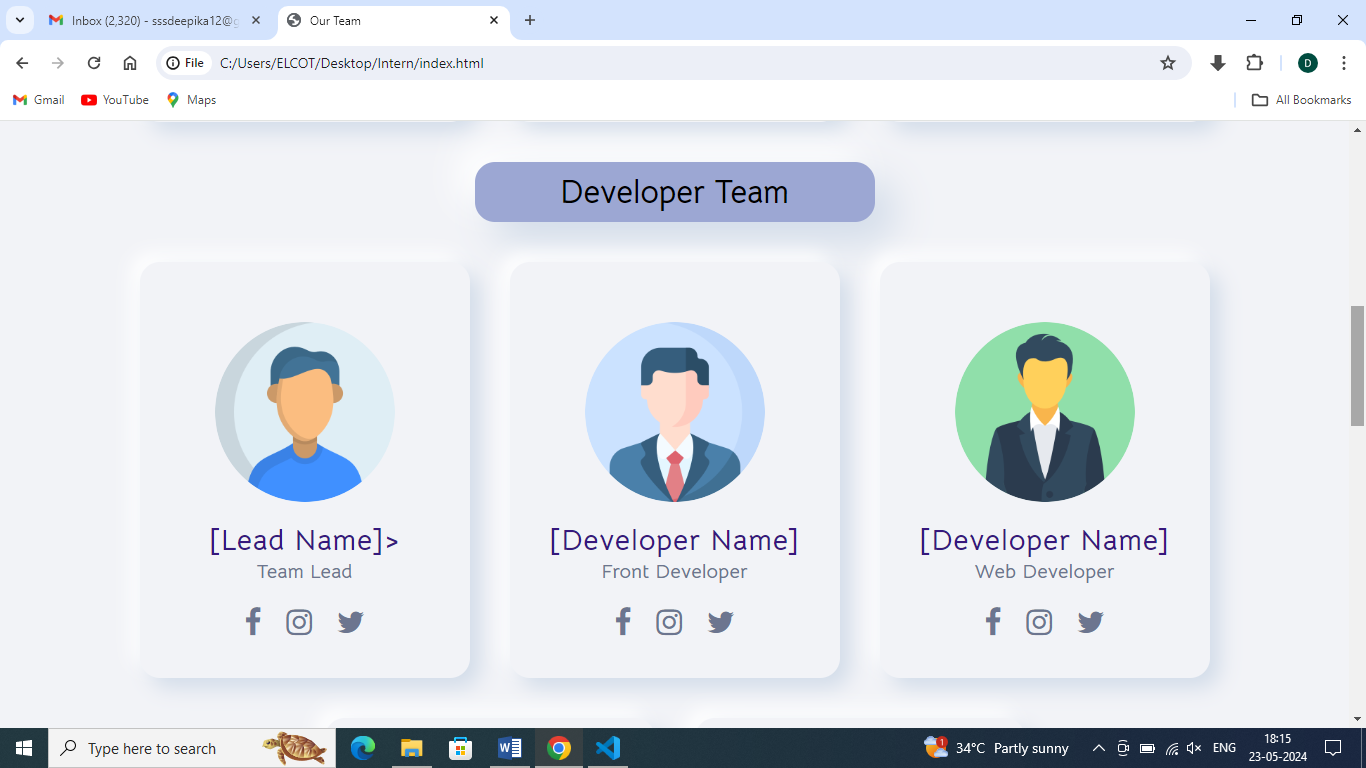 Inbox (2,320) - sssdeepika12@g
Our Team
File
C:/Users/ELCOT/Desktop/Intern/index.html
D
Gmail
YouTube
Maps
All Bookmarks
Developer Team
[Lead Name]>
[Developer Name]
[Developer Name]
Team Lead
Front Developer
Web Developer
Type here to search
1
34°C Partly sunny
ENG
18:15
23-05-2024